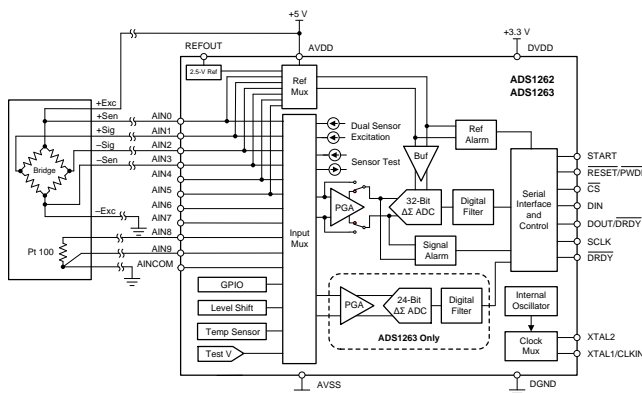 +5 V
+3.3 V
REFOUT
AVDD
DVDD
2.5-V Ref
Ref
Mux
ADS1262
ADS1263
+Exc
+Sen
AIN0
+Sig
AIN1
–Sig
AIN2
–Sen
AIN3
AIN4
AIN5
AIN6
–Exc
AIN7
AIN8
AIN9
AINCOM
Bridge
Pt 100
Dual Sensor
Excitation
Sensor Test
Input
Mux
PGA
Buf
Ref
Alarm
32-Bit
ΔΣ ADC
Digital
Filter
Signal
Alarm
Serial
Interface
and
Control
START
RESET/PWDN
CS
DIN
DOUT/DRDY
SCLK
DRDY
GPIO
Level Shift
Temp Sensor
Test V
PGA
24-Bit
ΔΣ ADC
Digital
Filter
ADS1263 Only
Internal
Oscillator
Clock
Mux
XTAL2
XTAL1/CLKIN
AVSS
DGND